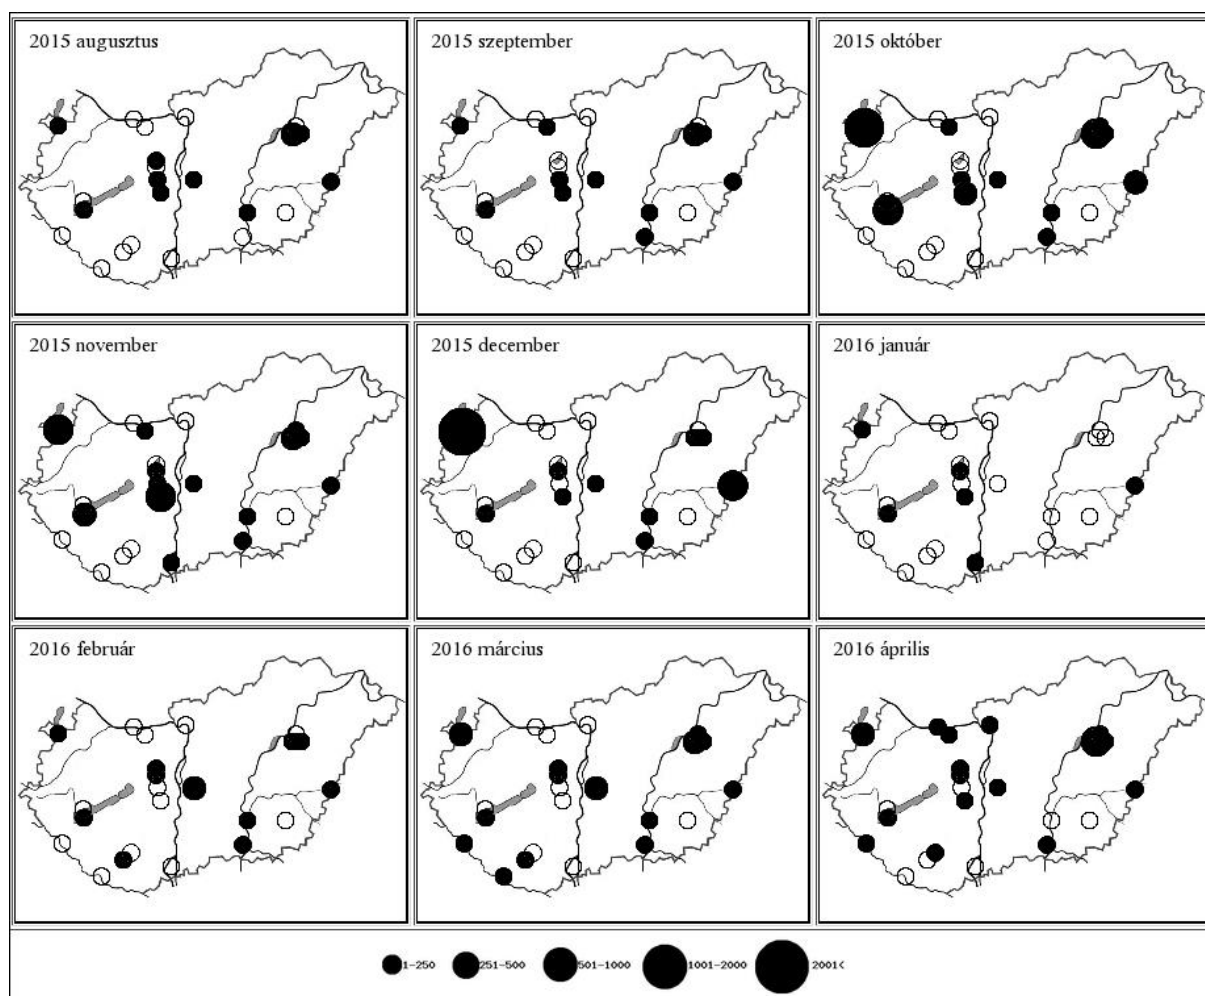 2015 augusztus
2015 szeptember
2015 október
2015 november
2015 december
2016 január
2016 február
2016 március
2016 április
1-250 251-500 501-1000 1001-2000 2001<